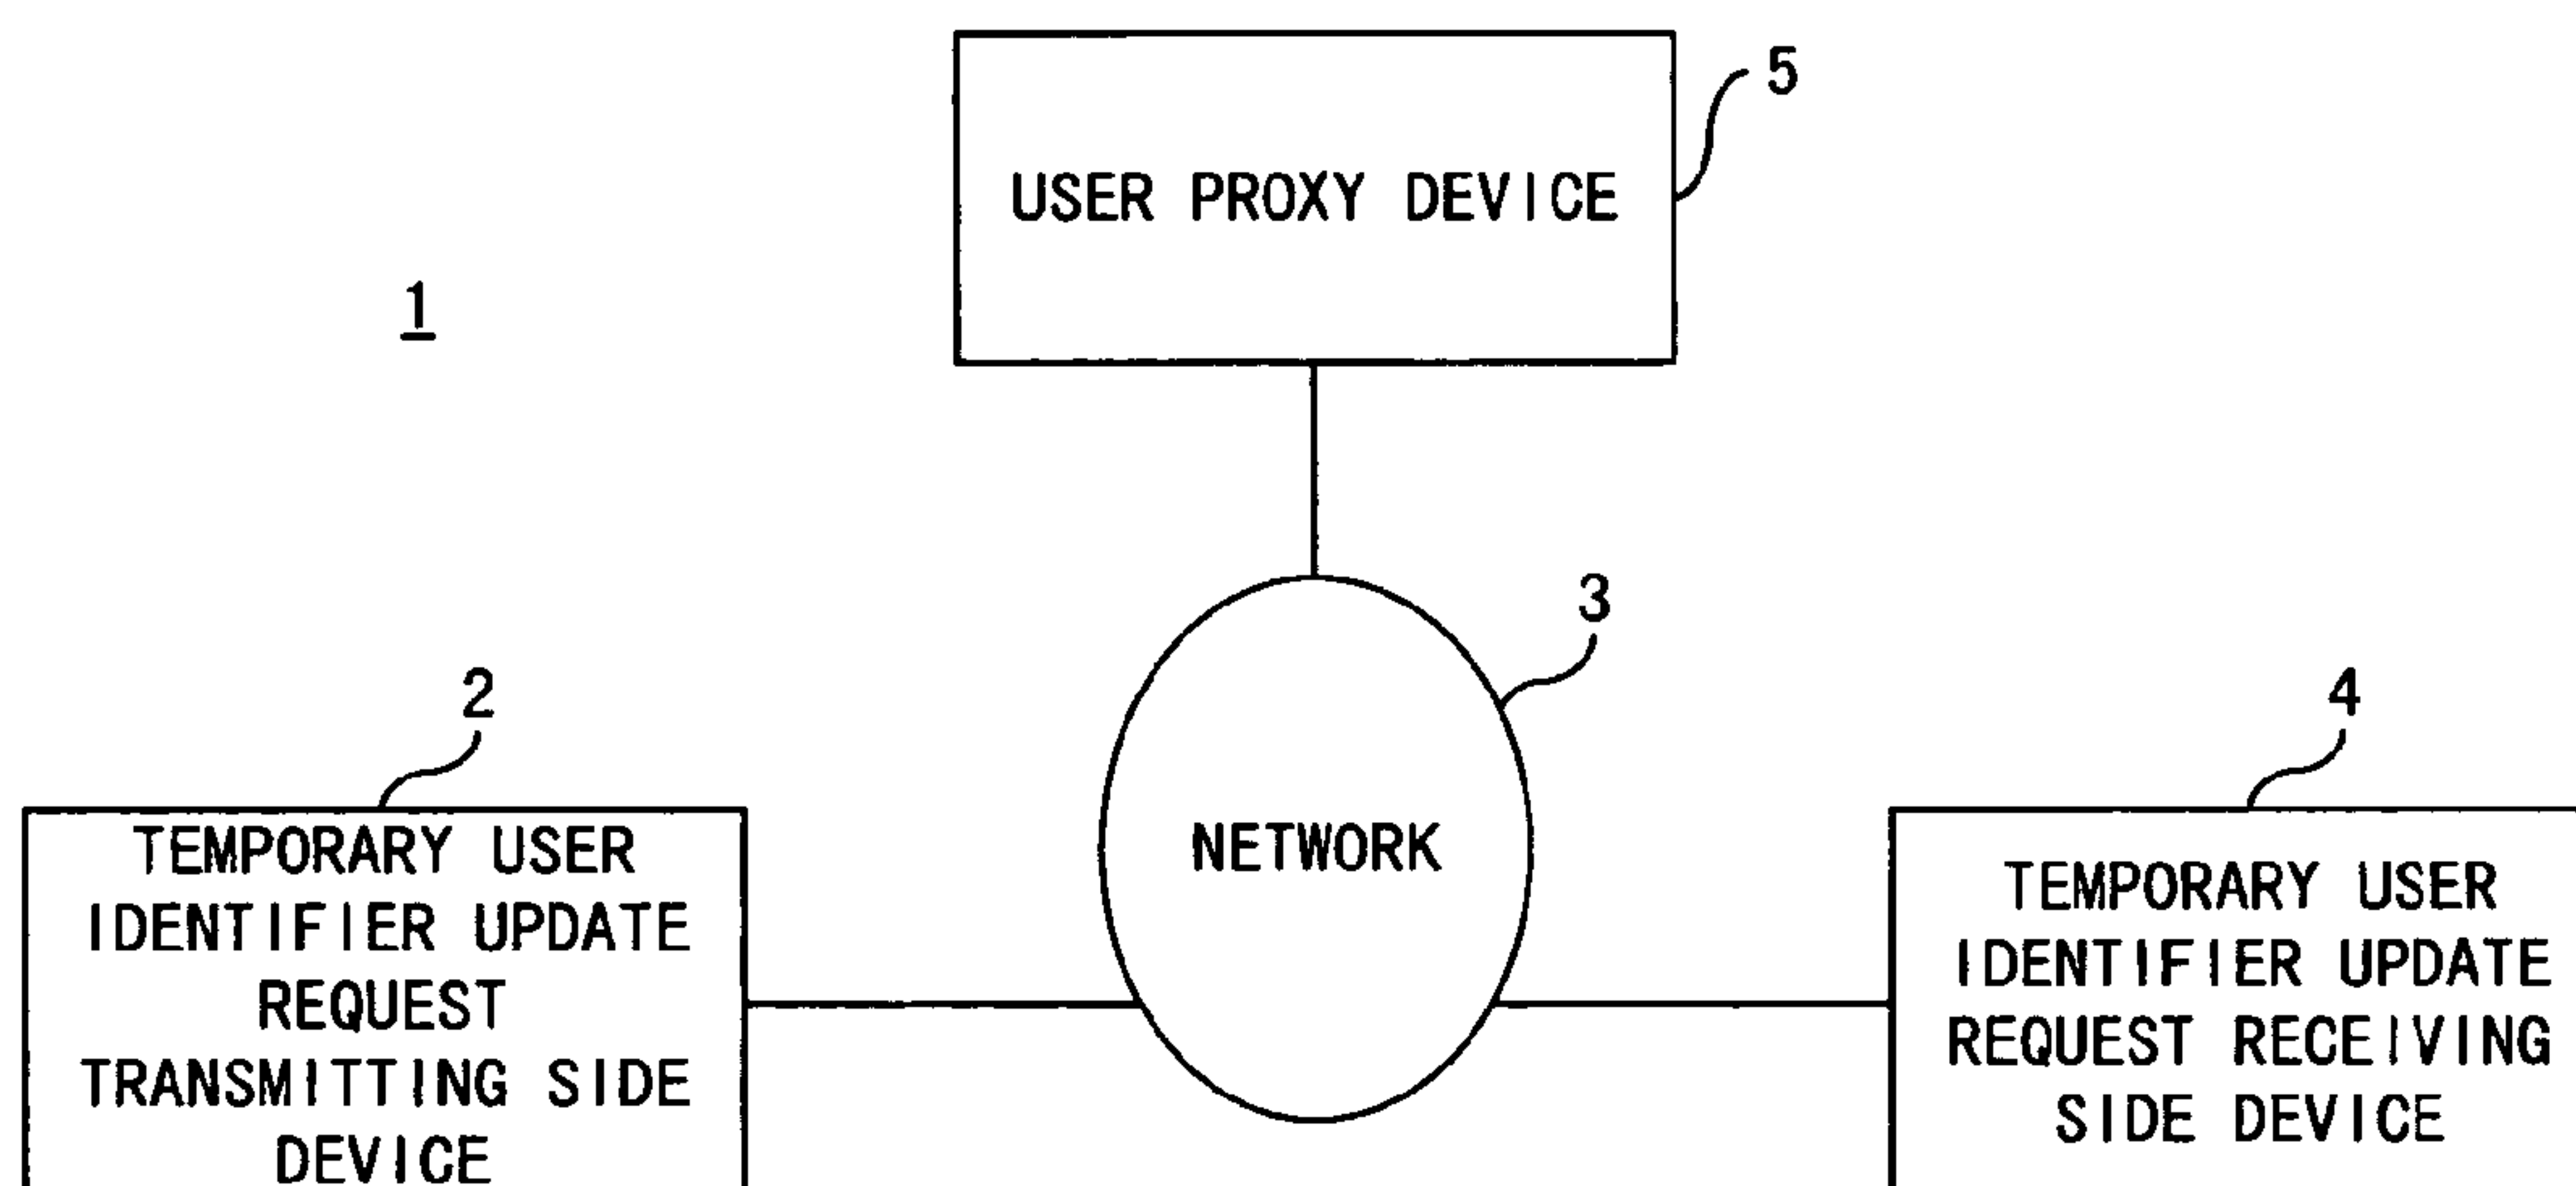 5
USER PROXY DEVICE
1
3
2
4
NETWORK
TEMPORARY USER
IDENTIFIER UPDATE
REQUEST
TRANSMITTING SIDE
DEVICE
TEMPORARY USER
IDENTIFIER UPDATE
REQUEST RECEIVING
SIDE DEVICE